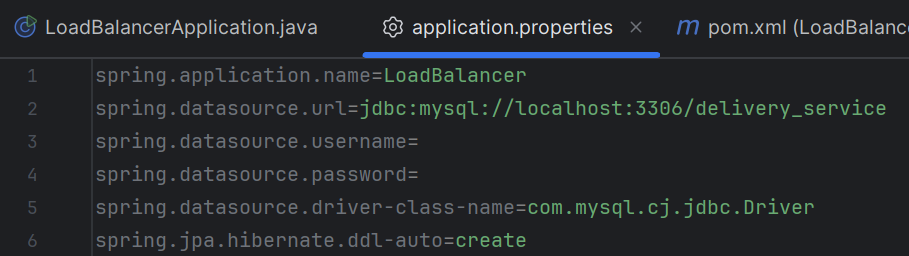 LoadBalancerApplication.java application.properties pom.xml (LoadBalanc
1 spring.application.name=LoadBalancer
2 spring.datasource.url=jdbc:mysql://localhost:3306/delivery_service
3 spring.datasource.username=
4 spring.datasource.password=
5 spring.datasource.driver-class-name=com.mysql.cj.jdbc.Driver
6 spring.jpa.hibernate.ddl-auto=create